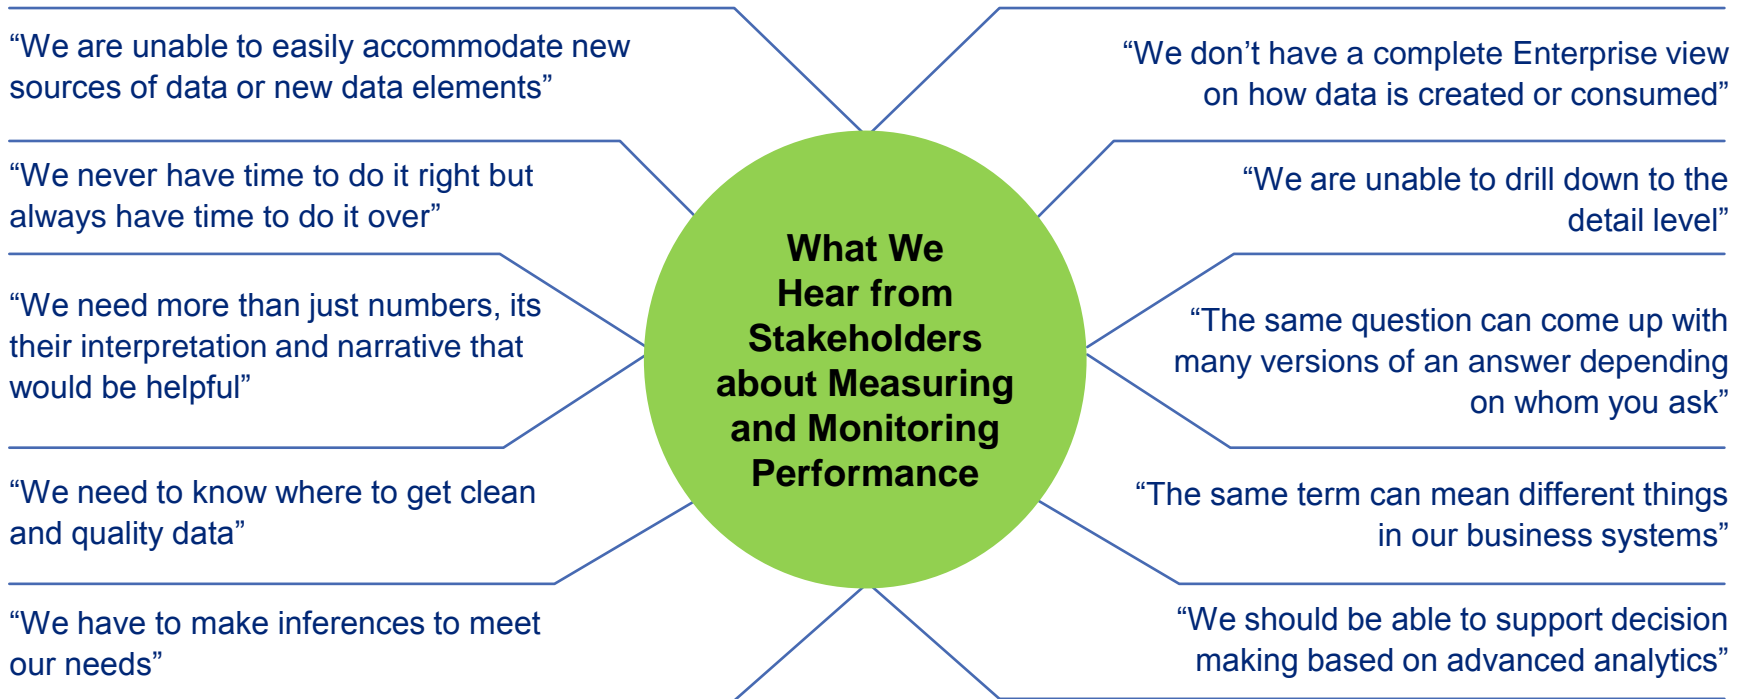 “We are unable to easily accommodate new
sources of data or new data elements”
“We never have time to do it right but
always have time to do it over”
“We need more than just numbers, its
their interpretation and narrative that
would be helpful”
“We need to know where to get clean
and quality data”
“We have to make inferences to meet
our needs”
What We
Hear from
Stakeholders
about Measuring
and Monitoring
Performance
“We don’t have a complete Enterprise view
on how data is created or consumed”
“We are unable to drill down to the
detail level”
“The same question can come up with
many versions of an answer depending
on whom you ask”
“The same term can mean different things
in our business systems”
“We should be able to support decision
making based on advanced analytics”